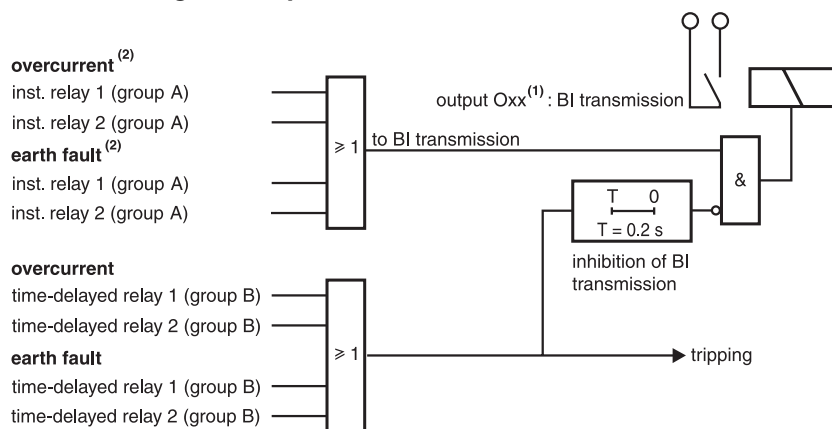 overcurrent (2)
inst. relay 1 (group A)
inst. relay 2 (group A)
earth fault (2)
inst. relay 1 (group A)
inst. relay 2 (group A)
≥ 1
to BI transmission
output Oxx(1) : BI transmission
&
T 0
T = 0.2 s
inhibition of BI
transmission
overcurrent
time-delayed relay 1 (group B)
time-delayed relay 2 (group B)
earth fault
time-delayed relay 1 (group B)
time-delayed relay 2 (group B)
≥ 1
tripping